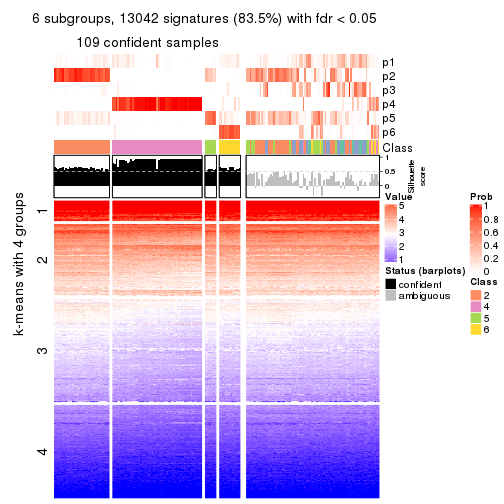 6 subgroups, 13042 signatures (83.5%) with fdr < 0.05
109 confident samples
p1
p2
p3
p4
p5
p6
Class
1
0.5
0
Silhouette
score
k-means with 4 groups
1
2
3
4
Value
5
4
3
2
1
Status (barplots)
confident
ambiguous
Prob
1
0.8
0.6
0.4
0.2
0
Class
2
4
5
6